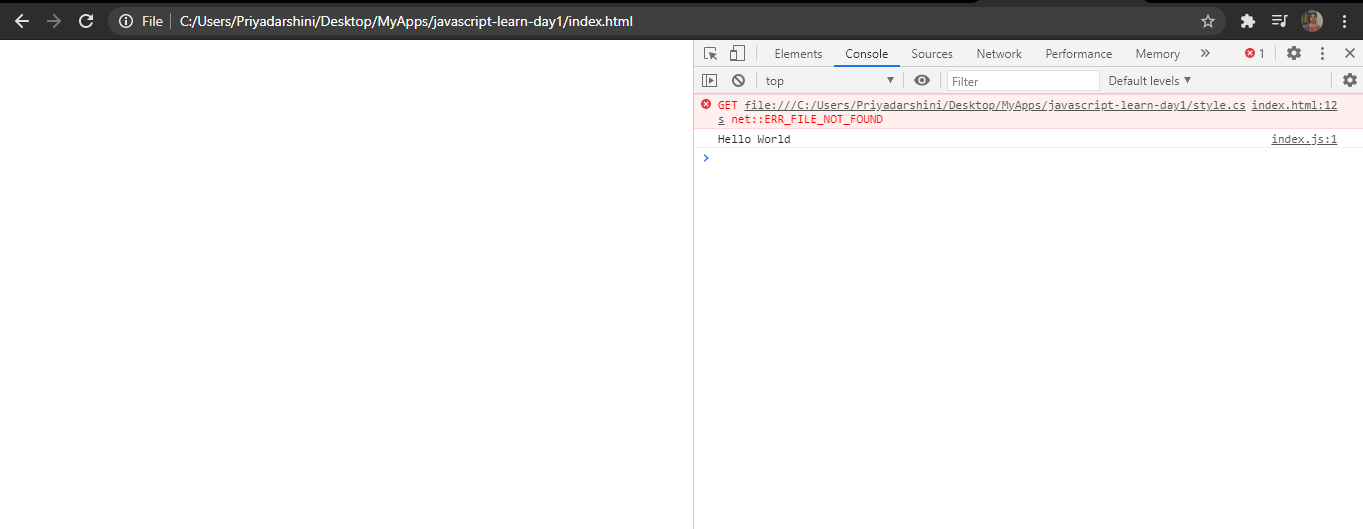 File C:/Users/Priyadarshini/Desktop/MyApps/javascript-learn-day1/index.html
Elements Console Sources Network Performance Memory » 1
top Filter Default levels
GET file:///C:/Users/Priyadarshini/Desktop/MyApps/javascript-learn-day1/style.cs index.html:12
s net::ERR_FILE_NOT_FOUND
Hello World index.js:1